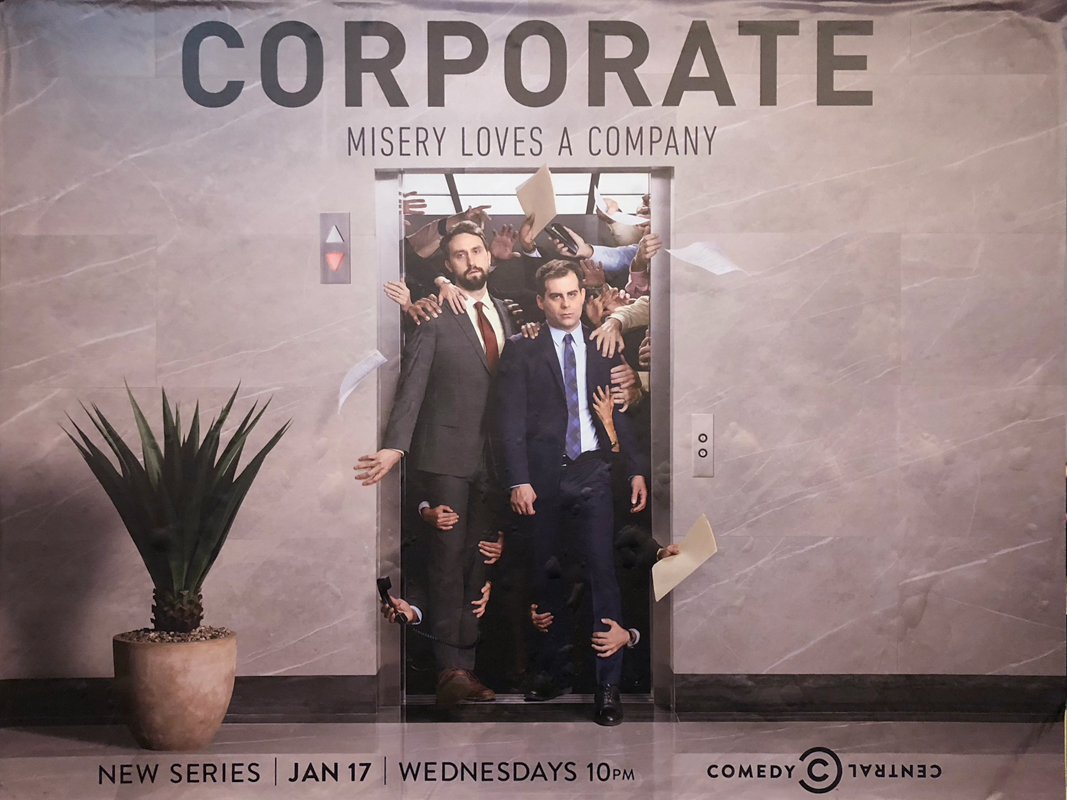 CORPORATE
MISERY LOVES A COMPANY
NEW SERIES | JAN 17 | WEDNESDAYS 10PM
COMEDY C CENTRAL